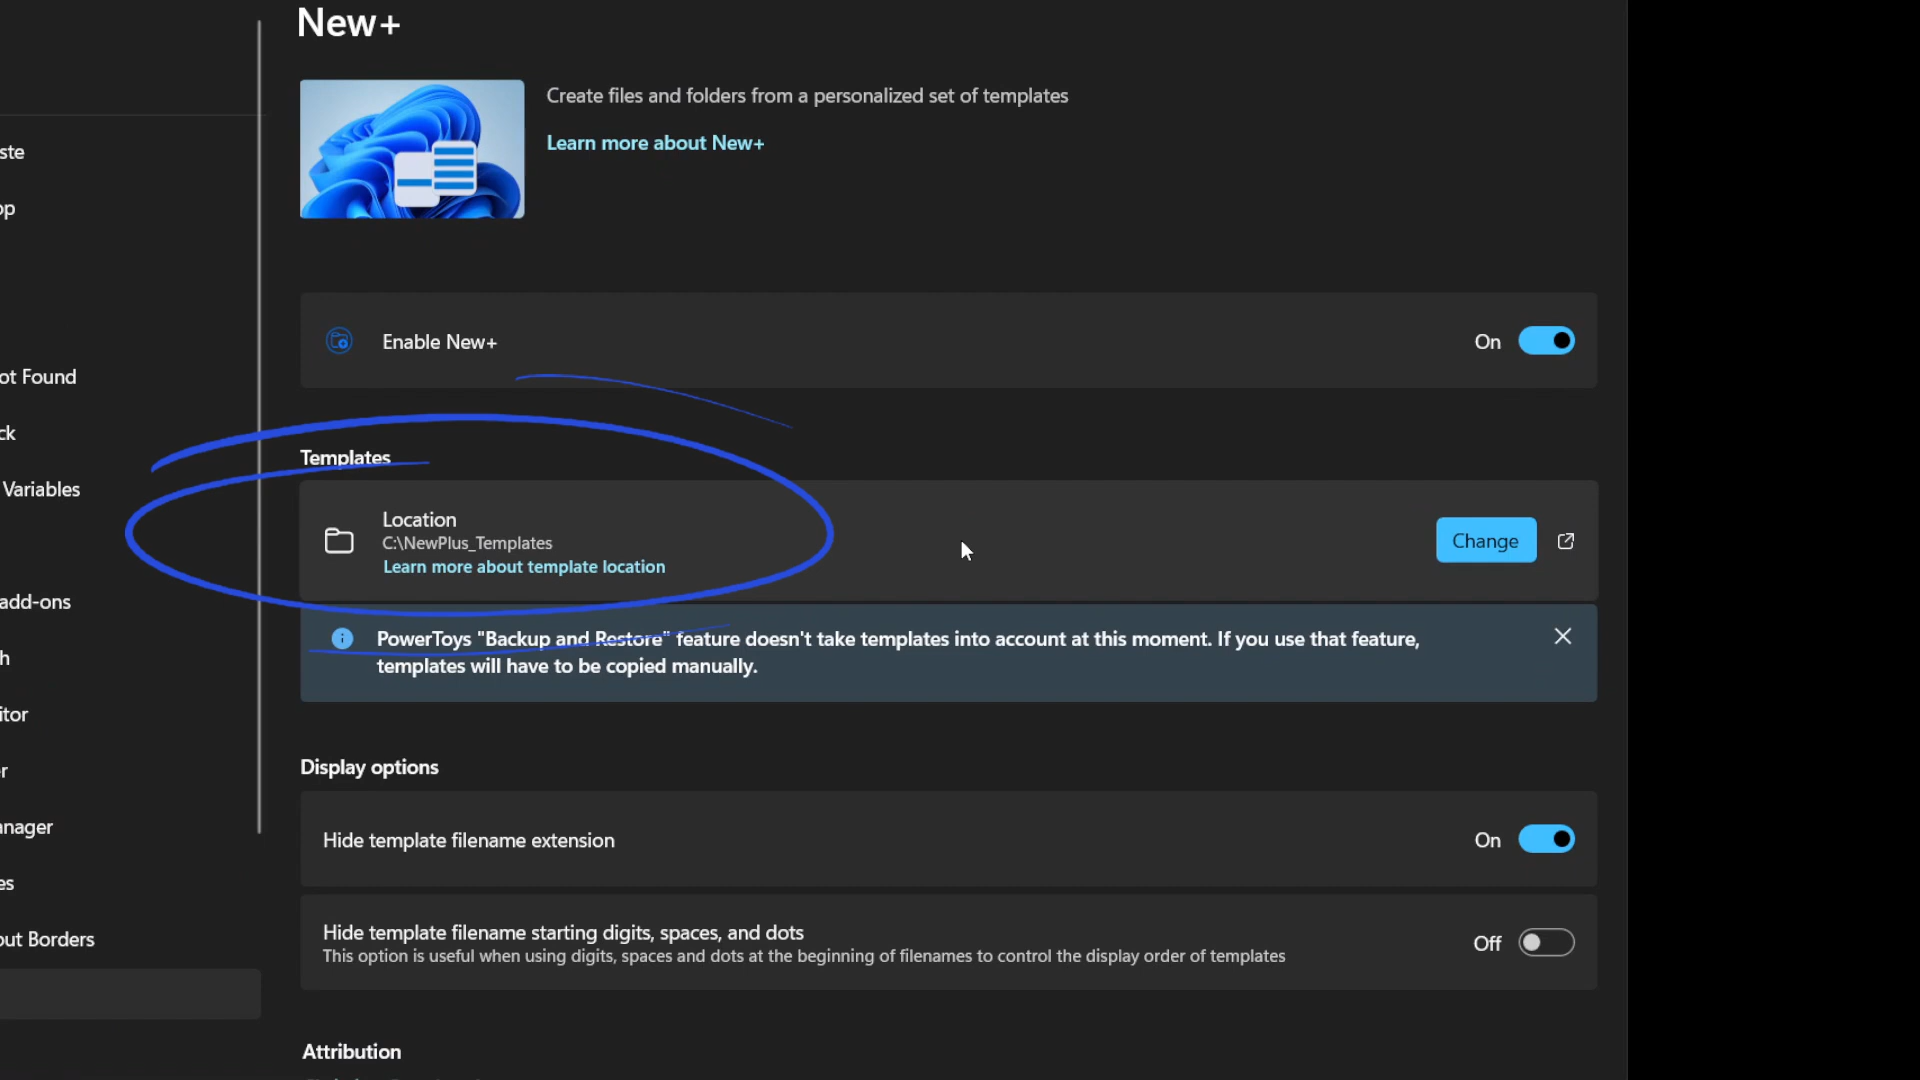 New+
Create files and folders from a personalized set of templates
Learn more about New+
ste
op
Enable New+
On
ot Found
ck
Templates
Variables
Location
C:\NewPlus_Templates
Change
Learn more about template location
add-ons
PowerToys "Backup and Restore" feature doesn't take templates into account at this moment. If you use that feature,
templates will have to be copied manually.
h
itor
Display options
r
anager
Hide template filename extension
On
es
Hide template filename starting digits, spaces, and dots
This option is useful when using digits, spaces and dots at the beginning of filenames to control the display order of templates
Off
out Borders
Attribution